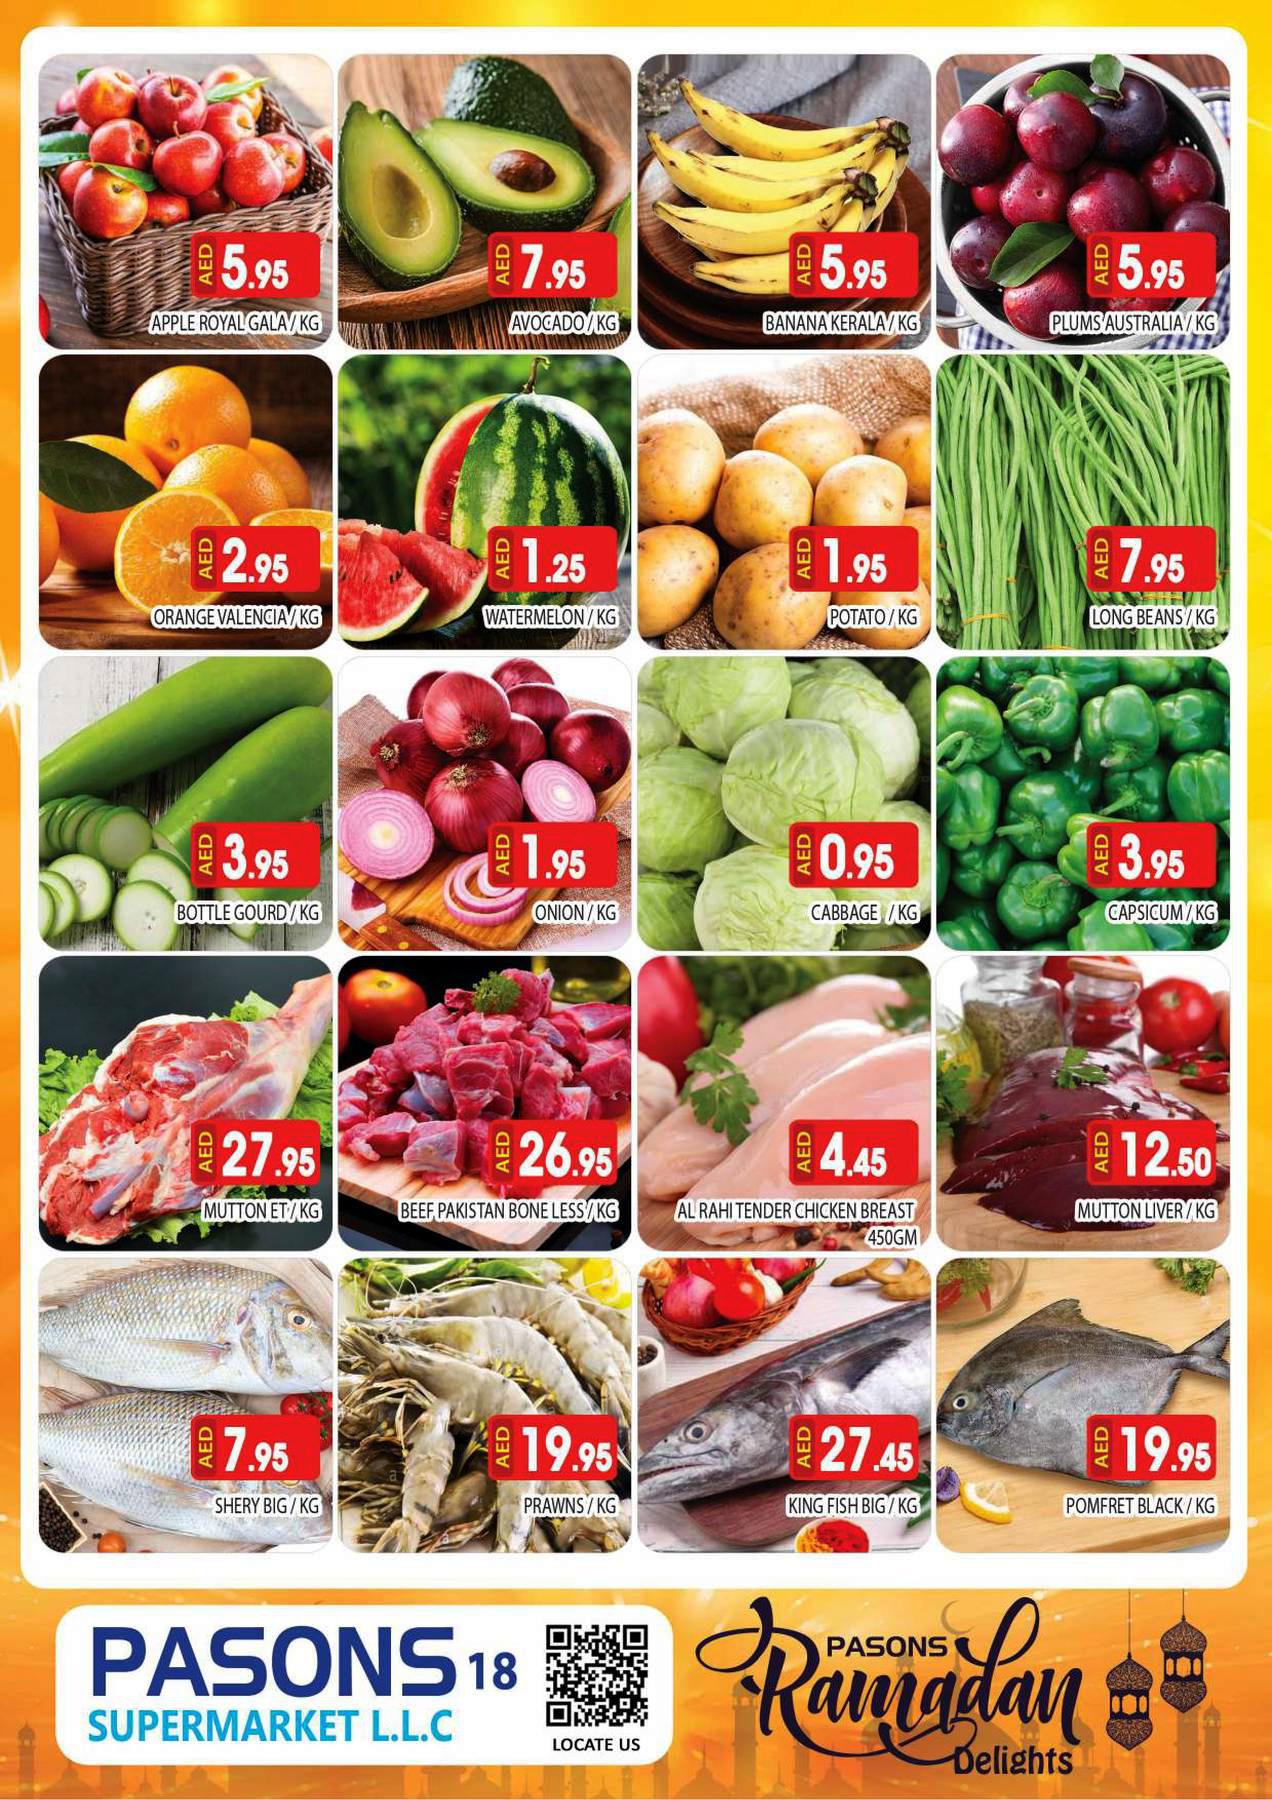 AED 5.95
APPLE ROYAL GALA / KG
AED 7.95
AVOCADO / KG
AED 5.95
BANANA KERALA / KG
AED 5.95
PLUMS AUSTRALIA / KG
AED 2.95
ORANGE VALENCIA / KG
AED 1.25
WATERMELON / KG
AED 1.95
POTATO / KG
AED 7.95
LONG BEANS / KG
AED 3.95
BOTTLE GOURD / KG
AED 1.95
ONION / KG
AED 0.95
CABBAGE / KG
AED 3.95
CAPSICUM / KG
AED 27.95
MUTTON ET / KG
AED 26.95
BEEF PAKISTAN BONE LESS / KG
AED 4.45
AL RAHI TENDER CHICKEN BREAST
450GM
AED 12.50
MUTTON LIVER / KG
AED 7.95
SHERY BIG / KG
AED 19.95
PRAWNS / KG
AED 27.45
KING FISH BIG / KG
AED 19.95
POMFRET BLACK / KG
PASONS 18
SUPERMARKET L.L.C
LOCATE US
PASONS
Ramadan
Delights